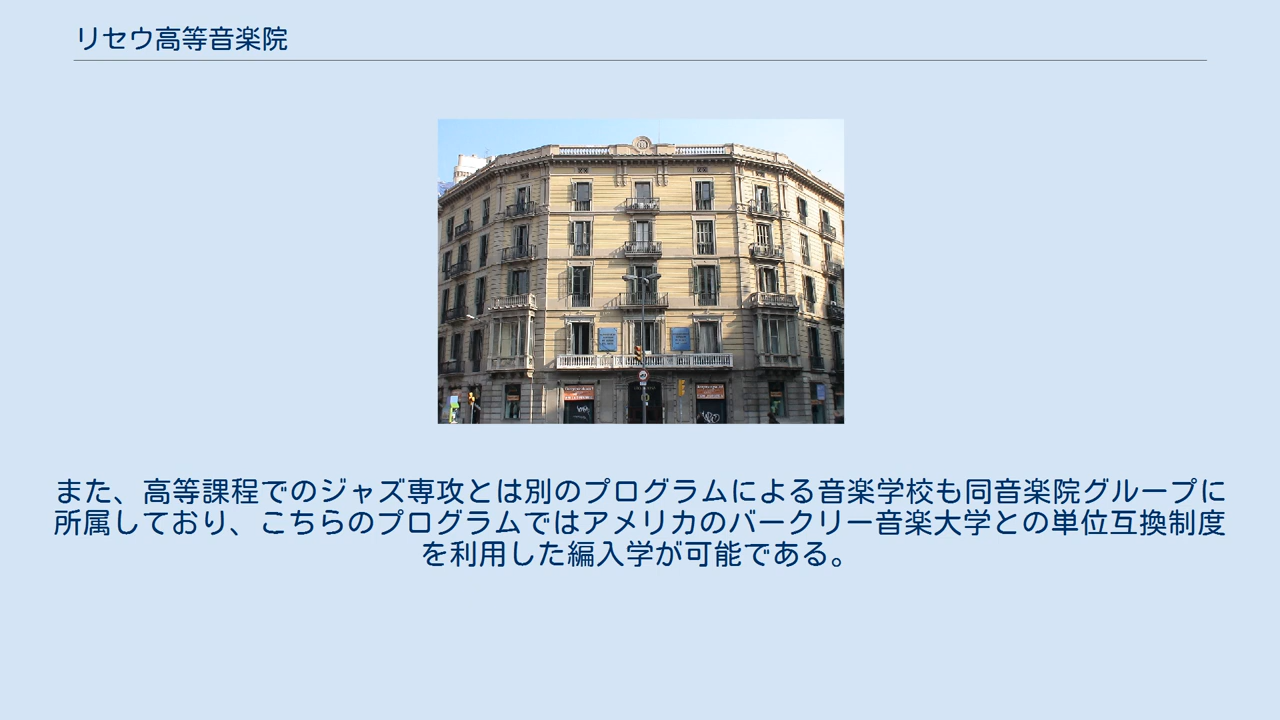 リセウ高等音楽院
また、高等課程でのジャズ専攻とは別のプログラムによる音楽学校も同音楽院グループに
所属しており、こちらのプログラムではアメリカのバークリー音楽大学との単位互換制度
を利用した編入学が可能である。